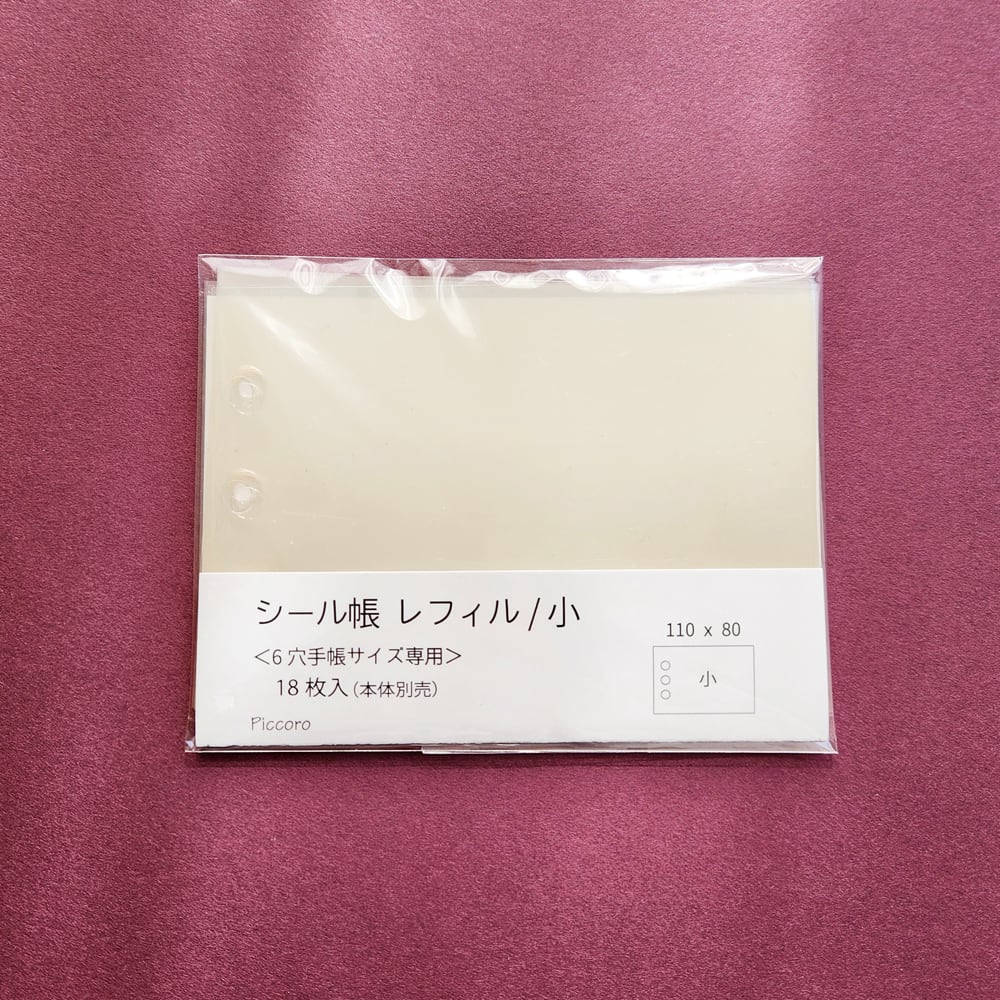 シール帳 レフィル/小
＜6穴手帳サイズ専用＞
18枚入(本体別売)
Piccoro
110 x 80
小